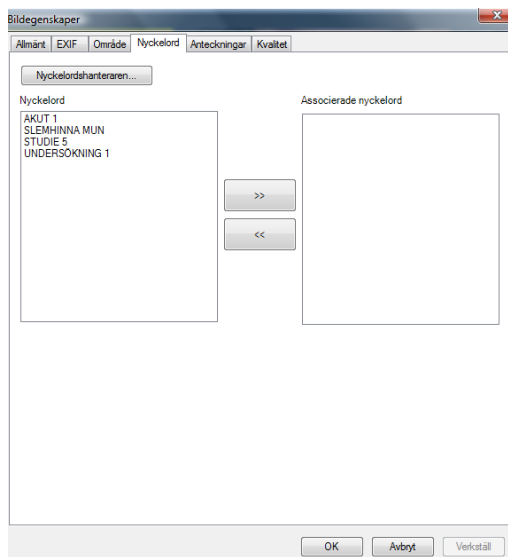 Bildegenskaper
Allmänt EXIF Område Nyckelord Anteckningar Kvalitet
Nyckelordshanteraren...
Nyckelord
AKUT 1
SLEMHINNA MUN
STUDIE 5
UNDERSÖKNING 1
>>
<<
Associerade nyckelord
OK Avbryt Verkställ